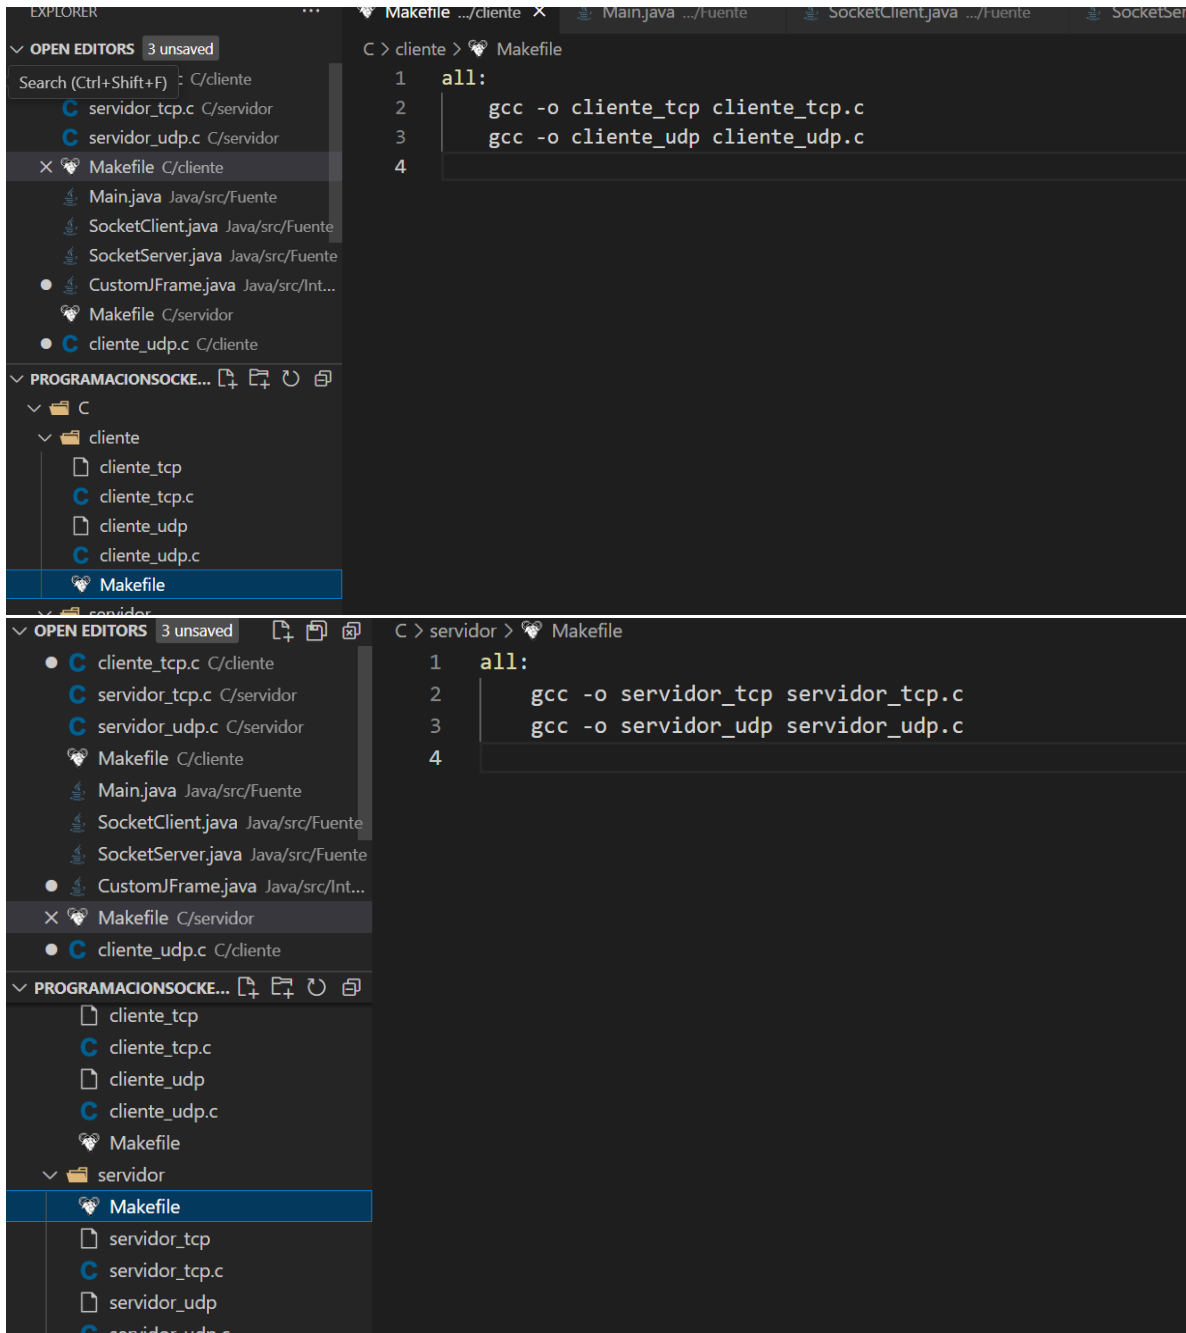 EXPLORER ···
OPEN EDITORS 3 unsaved
Search (Ctrl+Shift+F) C/cliente
servidor_tcp.c C/servidor
servidor_udp.c C/servidor
Makefile C/cliente
Main.java Java/src/Fuente
SocketClient.java Java/src/Fuente
SocketServer.java Java/src/Fuente
CustomJFrame.java Java/src/Int...
Makefile C/servidor
cliente_udp.c C/cliente
PROGRAMACIONSOCKE...
C
cliente
cliente_tcp
C cliente_tcp.c
cliente_udp
C cliente_udp.c
Makefile
servidor
Makefile .../cliente Main.java .../Fuente SocketClient.java .../Fuente SocketSer
C > cliente > Makefile
1 all:
2 gcc -o cliente_tcp cliente_tcp.c
3 gcc -o cliente_udp cliente_udp.c
4
OPEN EDITORS 3 unsaved
C cliente_tcp.c C/cliente
C servidor_tcp.c C/servidor
C servidor_udp.c C/servidor
Makefile C/cliente
Main.java Java/src/Fuente
SocketClient.java Java/src/Fuente
SocketServer.java Java/src/Fuente
CustomJFrame.java Java/src/Int...
Makefile C/servidor
C cliente_udp.c C/cliente
PROGRAMACIONSOCKE...
cliente_tcp
C cliente_tcp.c
cliente_udp
C cliente_udp.c
Makefile
servidor
Makefile
servidor_tcp
C servidor_tcp.c
servidor_udp
C servidor_udp.c
C > servidor > Makefile
1 all:
2 gcc -o servidor_tcp servidor_tcp.c
3 gcc -o servidor_udp servidor_udp.c
4